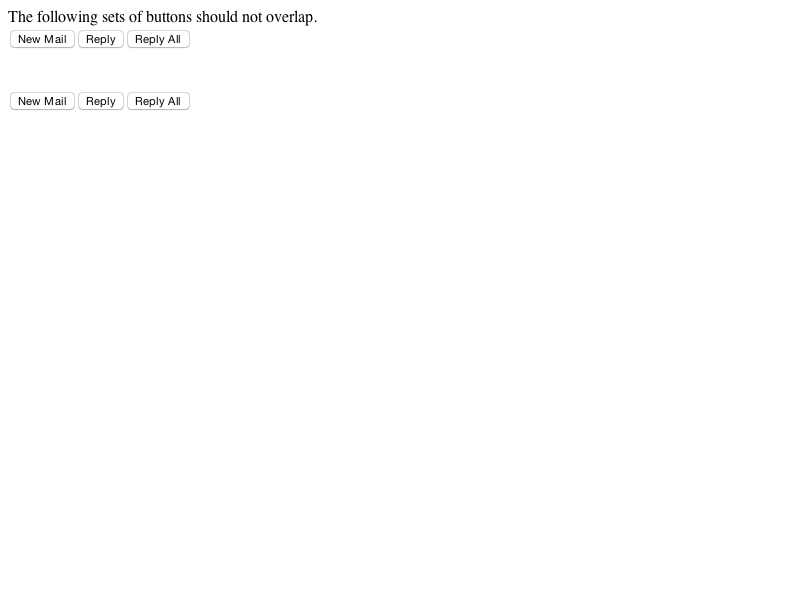 The following sets of buttons should not overlap.
New Mail Reply Reply All
New Mail Reply Reply All